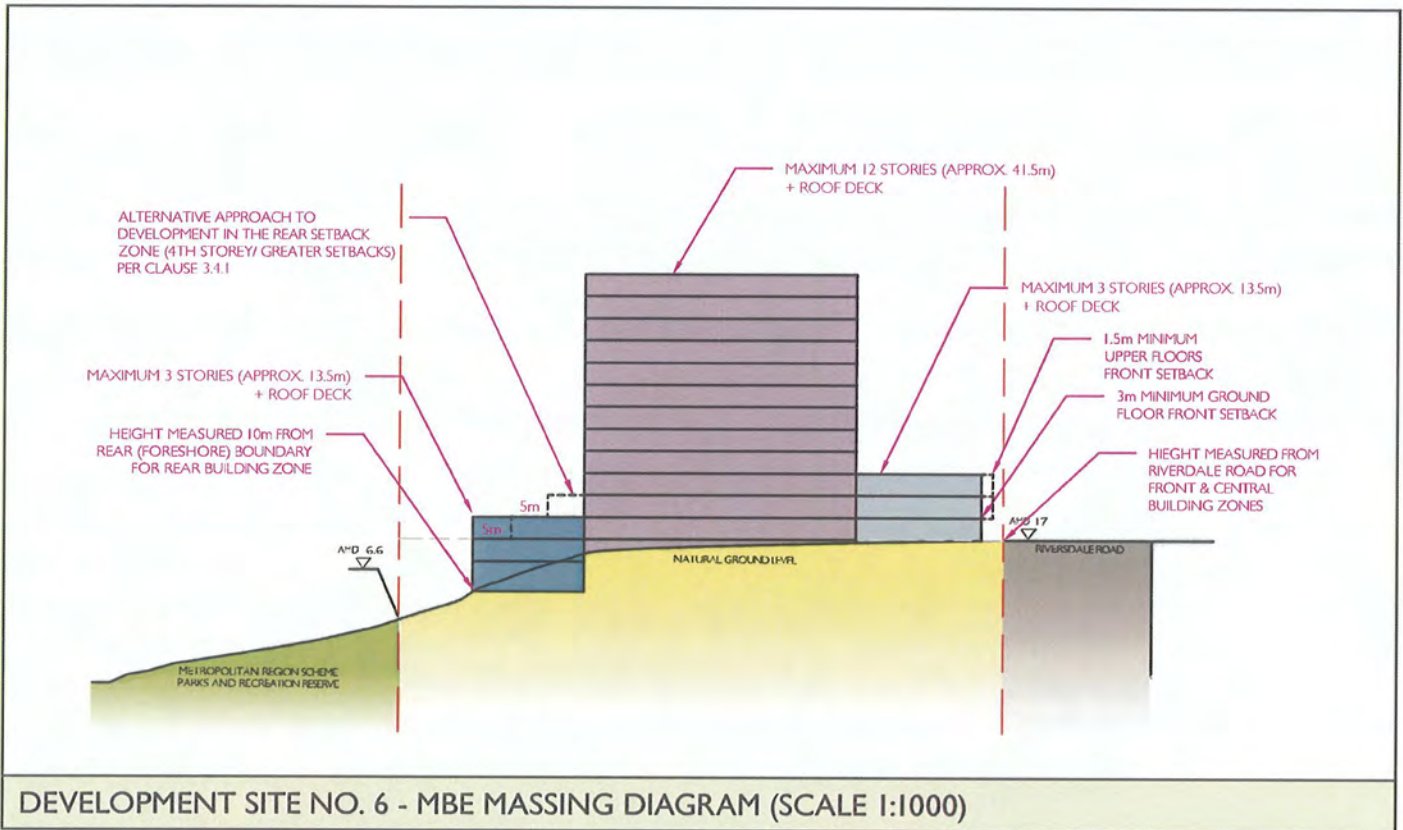 MAXIMUM 12 STORIES (APPROX. 41.5m)
+ ROOF DECK
ALTERNATIVE APPROACH TO
DEVELOPMENT IN THE REAR SETBACK
ZONE (4TH STOREY/ GREATER SETBACKS)
PER CLAUSE 3.4.1
MAXIMUM 3 STORIES (APPROX. 13.5m)
+ ROOF DECK
1.5m MINIMUM
UPPER FLOORS
FRONT SETBACK
MAXIMUM 3 STORIES (APPROX. 13.5m)
+ ROOF DECK
3m MINIMUM GROUND
FLOOR FRONT SETBACK
HEIGHT MEASURED 10m FROM
REAR (FORESHORE) BOUNDARY
FOR REAR BUILDING ZONE
HIEGHT MEASURED FROM
RIVERDALE ROAD FOR
FRONT & CENTRAL
BUILDING ZONES
5m
5m
AHD 17
AHD 6.6
NATURAL GROUND LEVEL
RIVERSDALE ROAD
METROPOLITAN REGION SCHEME
PARKS AND RECREATION RESERVE
DEVELOPMENT SITE NO. 6 - MBE MASSING DIAGRAM (SCALE 1:1000)